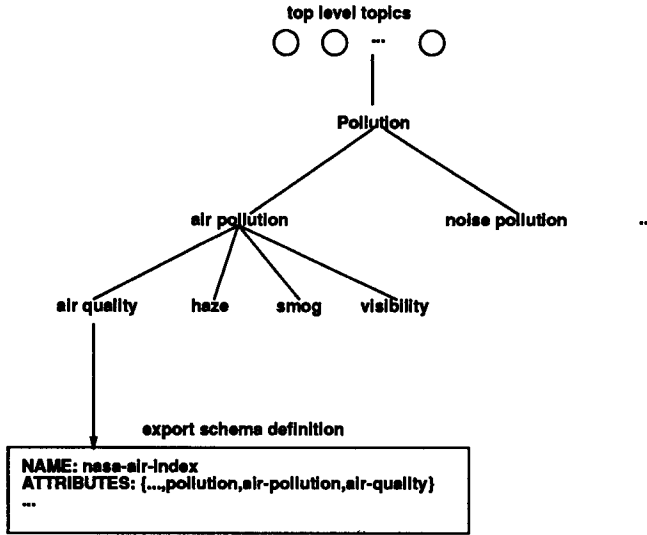 top level topics
...
Pollution
air pollution
noise pollution
..
air quality
haze
smog
visibility
export schema definition
NAME: nasa-air-index
ATTRIBUTES: {...,pollution,air-pollution,air-quality}
...